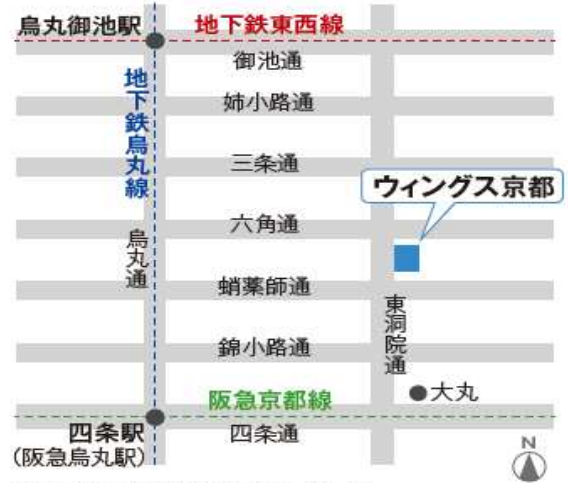 烏丸御池駅
地下鉄東西線
御池通
地下鉄烏丸線
姉小路通
三条通
ウィングス京都
六角通
烏丸通
蛸薬師通
東洞院通
錦小路通
大丸
阪急京都線
四条駅
(阪急烏丸駅)
四条通
N